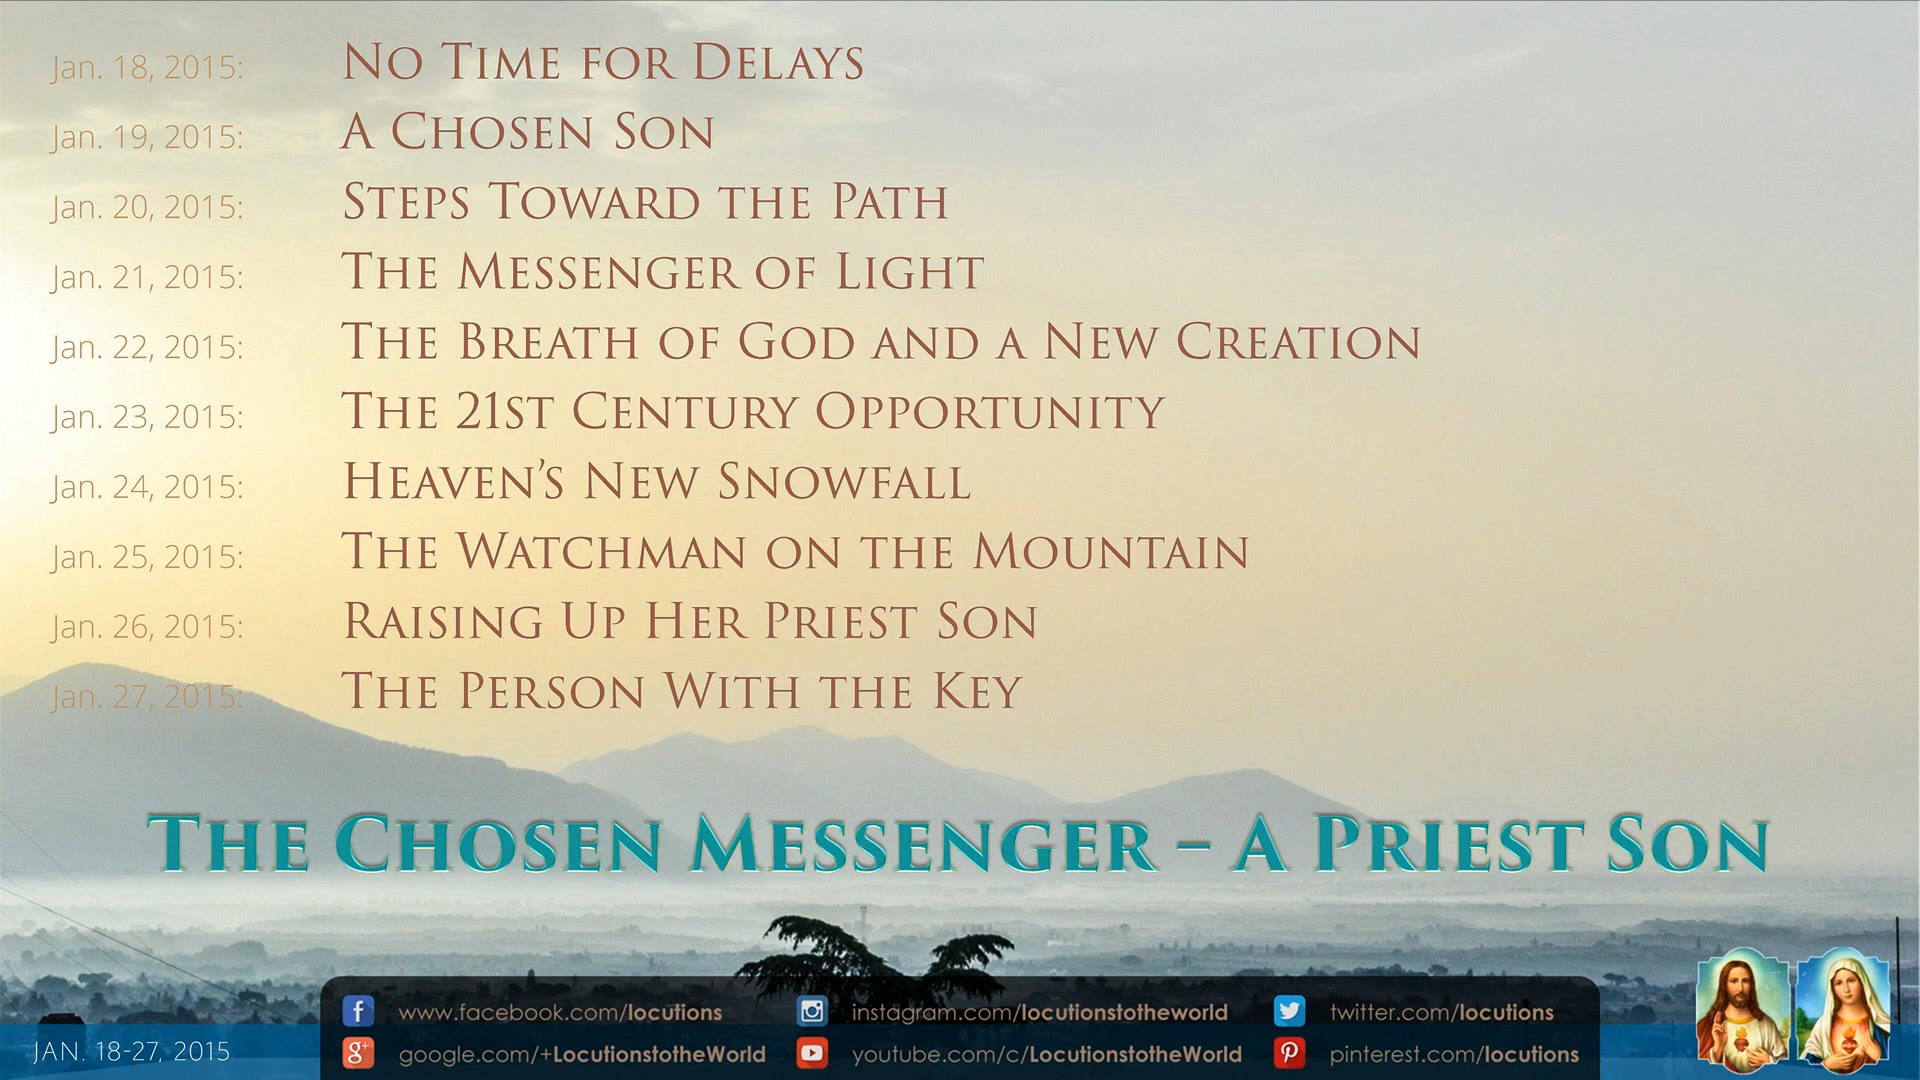 Jan. 18, 2015: No Time for Delays
Jan. 19, 2015: A Chosen Son
Jan. 20, 2015: Steps Toward the Path
Jan. 21, 2015: The Messenger of Light
Jan. 22, 2015: The Breath of God and a New Creation
Jan. 23, 2015: The 21st Century Opportunity
Jan. 24, 2015: Heaven’s New Snowfall
Jan. 25, 2015: The Watchman on the Mountain
Jan. 26, 2015: Raising Up Her Priest Son
Jan. 27, 2015: The Person With the Key
The Chosen Messenger – A Priest Son
f www.facebook.com/locutions instagram.com/locutionstotheworld twitter.com/locutions
JAN. 18-27, 2015 g+ google.com/+LocutionstotheWorld youtube.com/c/LocutionstotheWorld pinterest.com/locutions